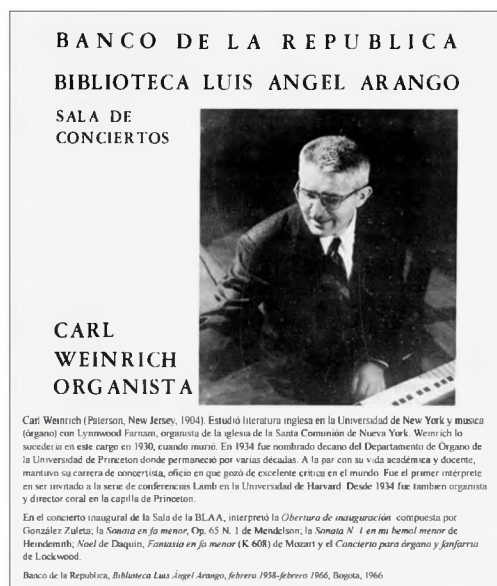 BANCO DE LA REPUBLICA
BIBLIOTECA LUIS ANGEL ARANGO
SALA DE
CONCIERTOS
CARL
WEINRICH
ORGANISTA
Carl Weinrich (Paterson, New Jersey, 1904). Estudió literatura inglesa en la Universidad de New York y musica
(órgano) con Lynnwood Farnam, organista de la iglesia de la Santa Comunión de Nueva York. Weinrich lo
sucedería en este cargo en 1930, cuando murió. En 1934 fue nombrado decano del Departamento de Órgano de
la Universidad de Princeton donde permaneció por varias décadas. A la par con su vida académica y docente,
mantuvo su carrera de concertista, oficio en que gozó de excelente crítica en el mundo. Fue el primer intérprete
en ser invitado a la serie de conferencias Lamb en la Universidad de Harvard. Desde 1934 fue tambien organista
y director coral en la capilla de Princeton.
En el concierto inaugural de la Sala de la BLAA, interpretó la Obertura de inauguración compuesta por
González Zuleta; la Sonata en fa menor, Op. 65 N. 1 de Mendelson; la Sonata N 1 en mi bemol menor de
Heindemith; Noel de Daquin, Fantasia en fa menor (K 608) de Mozart y el Concierto para órgano y fanfarria
de Lockwood.
Banco de la Republica, Biblioteca Luis Ángel Arango, febrero 1958-febrero 1966, Bogota, 1966